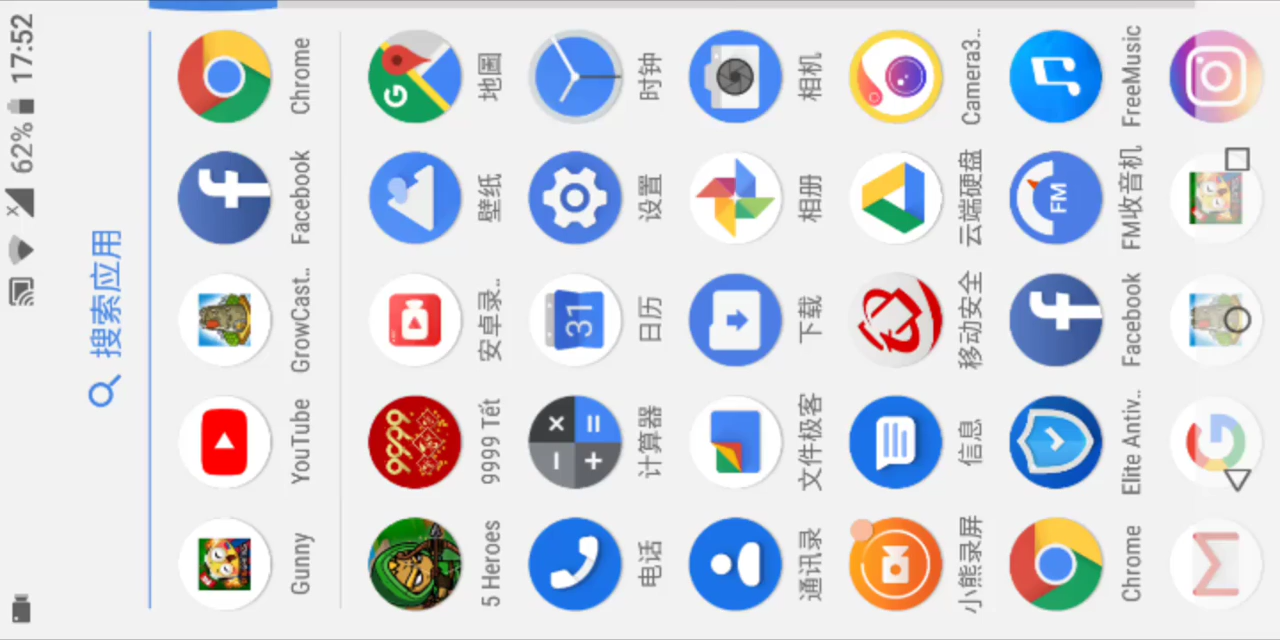 62% 17:52
搜索应用
Gunny YouTube GrowCast.. Facebook Chrome
5 Heroes 9999 Tết 安卓录.. 壁纸 地图
电话 计算器 日历 设置 时钟
通讯录 文件极客 下载 相册 相机
小熊录屏 信息 移动安全 云端硬盘 Camera3..
Chrome Elite Antiv.. Facebook FM收音机 FreeMusic
9999
31
FM